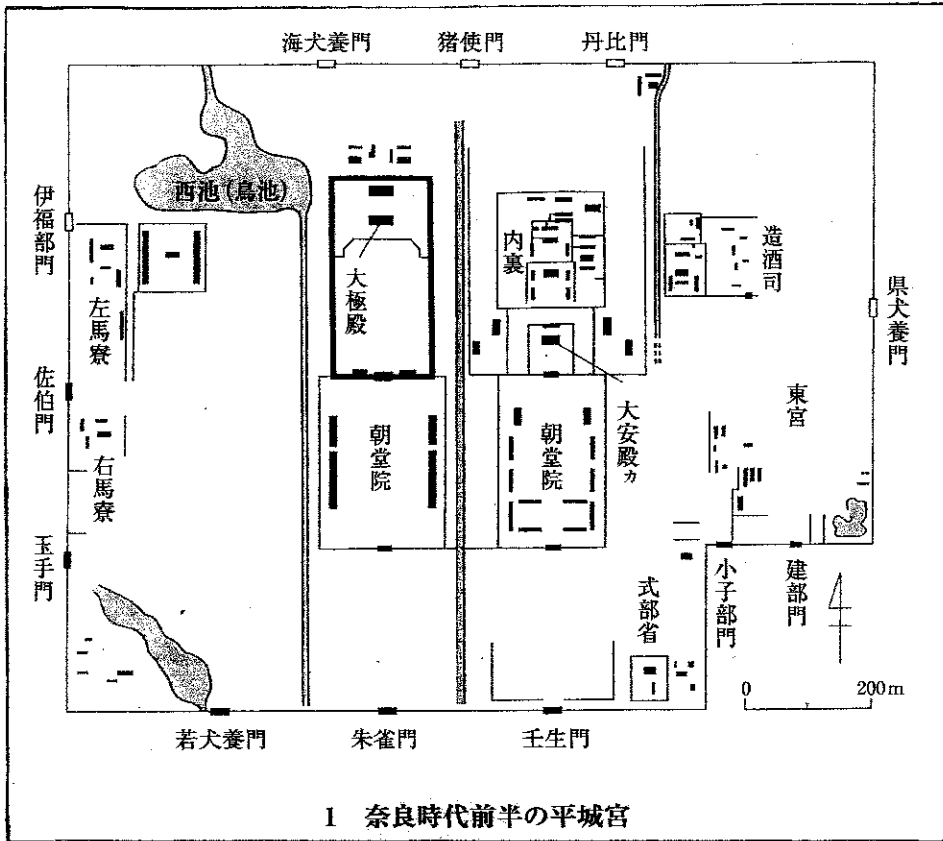 海犬養門
猪使門
丹比門
伊福部門
佐伯門
玉手門
西池(鳥池)
左馬寮
右馬寮
大極殿
朝堂院
内裏
大安殿カ
朝堂院
造酒司
県犬養門
東宮
式部省
小子部門
建部門
0 200m
若犬養門
朱雀門
壬生門
1 奈良時代前半の平城宮